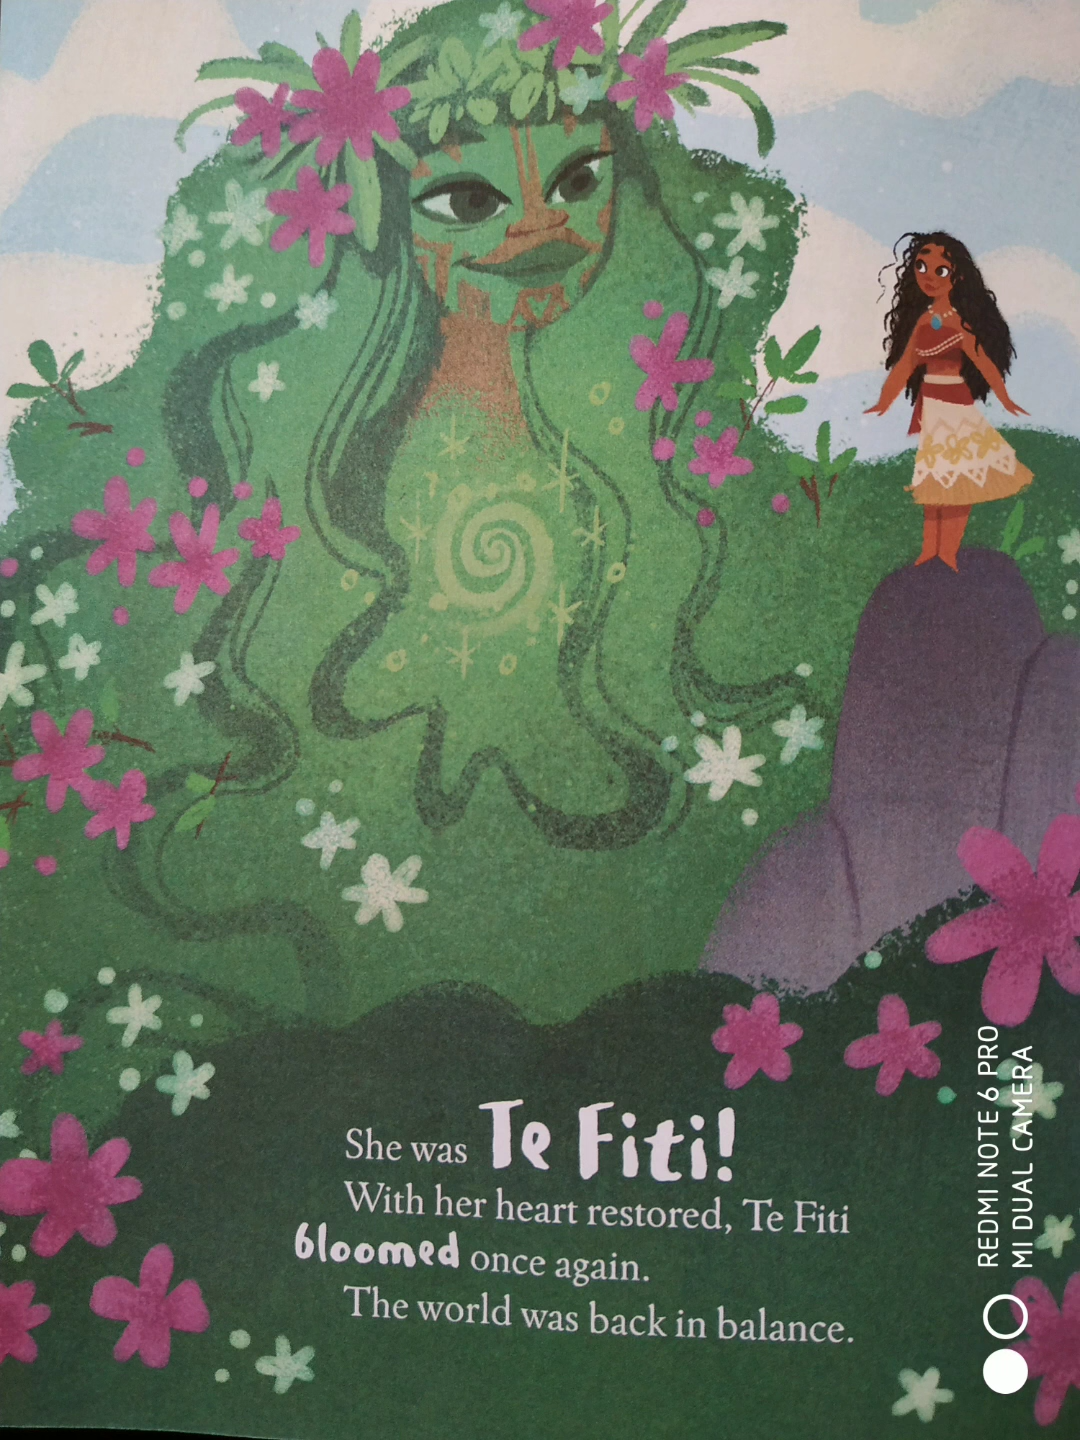 She was Te Fiti!
With her heart restored, Te Fiti
bloomed once again.
The world was back in balance.
REDMI NOTE 6 PRO
MI DUAL CAMERA